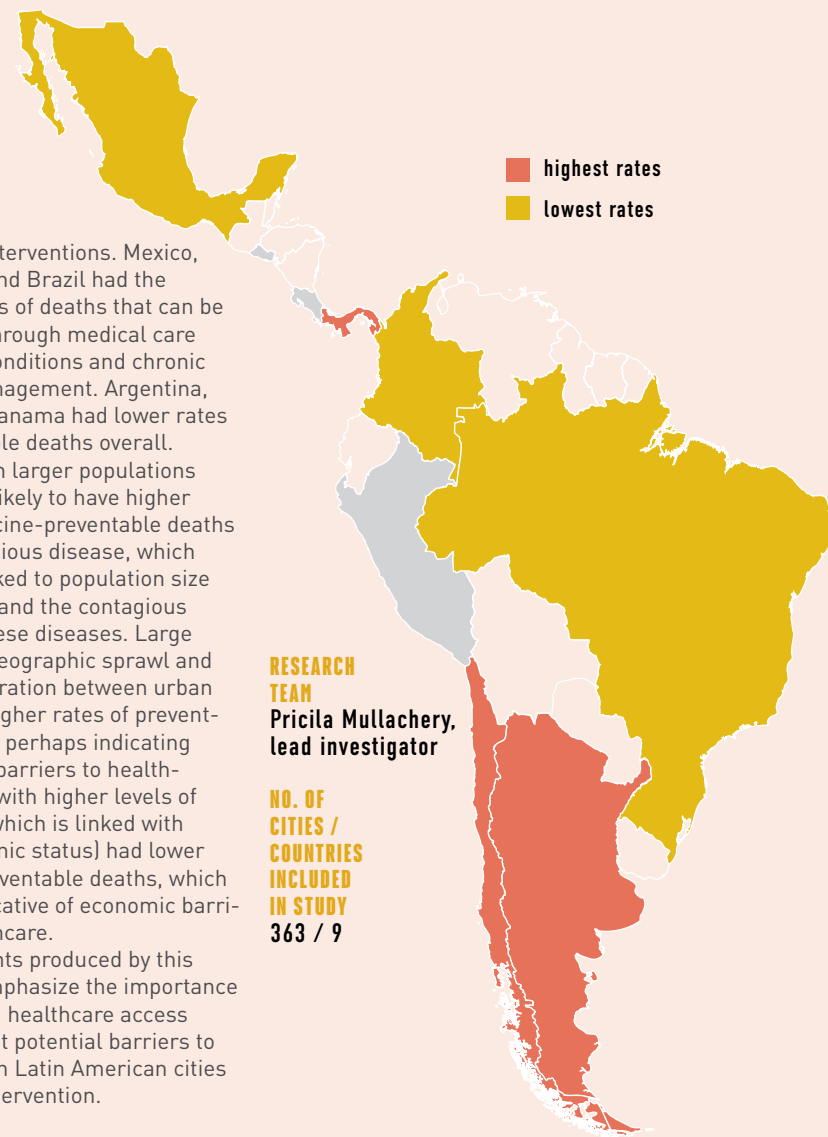 highest rates
lowest rates
terventions. Mexico,
nd Brazil had the
s of deaths that can be
rough medical care
onditions and chronic
nagement. Argentina,
anama had lower rates
le deaths overall.
h larger populations
ikely to have higher
cine-preventable deaths
ious disease, which
ked to population size
and the contagious
ese diseases. Large
eographic sprawl and
ration between urban
gher rates of prevent-
perhaps indicating
barriers to health-
with higher levels of
which is linked with
mic status) had lower
ventable deaths, which
cative of economic barri-
hcare.
nts produced by this
mphasize the importance
healthcare access
t potential barriers to
n Latin American cities
tervention.
RESEARCH
TEAM
Pricila Mullachery,
lead investigator
NO. OF
CITIES /
COUNTRIES
INCLUDED
IN STUDY
363 / 9